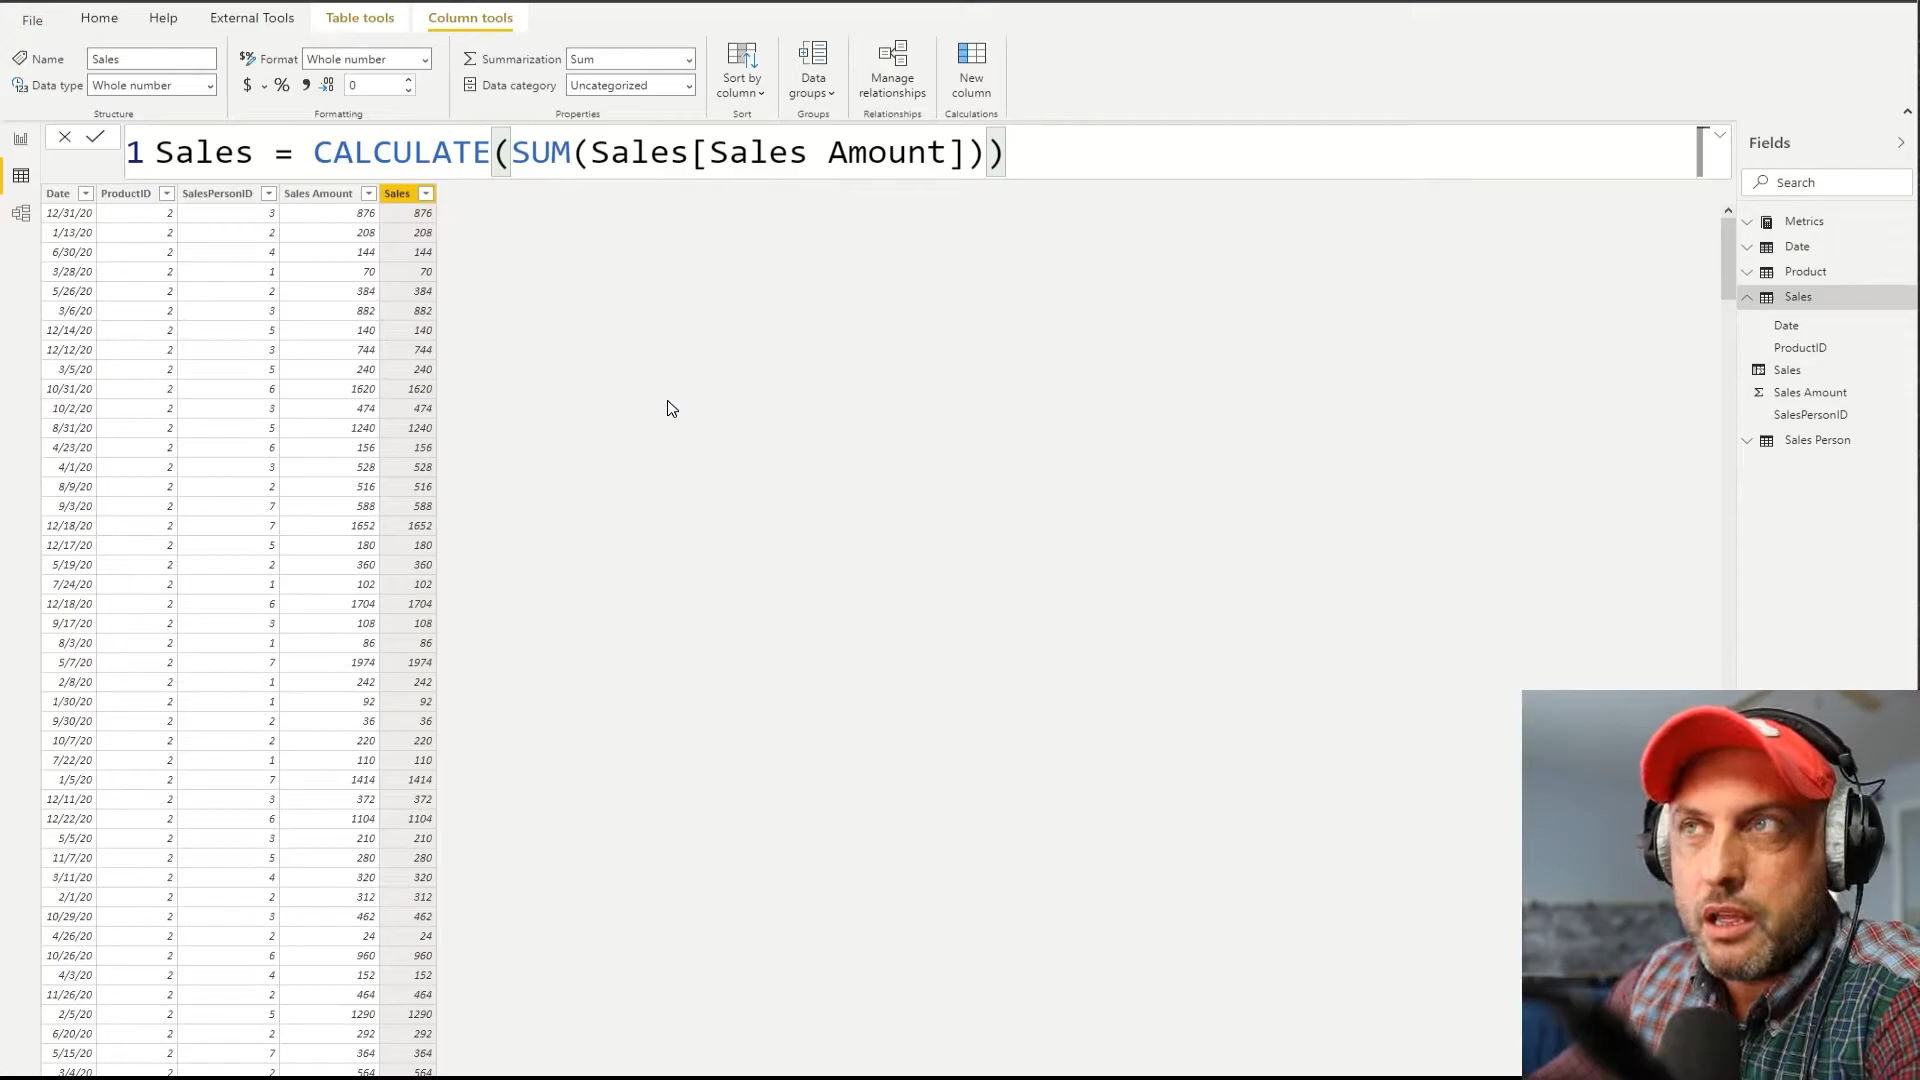 File Home Help External Tools Table tools Column tools
Name Sales
Data type Whole number
Structure
Format Whole number
$ % 9 0
Formatting
Summarization Sum
Data category Uncategorized
Properties
Sort by column
Sort
Data groups
Groups
Manage relationships
Relationships
New column
Calculations
1 Sales = CALCULATE(SUM(Sales[Sales Amount]))
Date ProductID SalesPersonID Sales Amount Sales
12/31/20 2 3 876 876
1/13/20 2 2 208 208
6/30/20 2 4 144 144
3/28/20 2 1 70 70
5/26/20 2 2 384 384
3/6/20 2 3 882 882
12/14/20 2 5 140 140
12/12/20 2 3 744 744
3/5/20 2 5 240 240
10/31/20 2 6 1620 1620
10/2/20 2 3 474 474
8/31/20 2 5 1240 1240
4/23/20 2 6 156 156
4/1/20 2 3 528 528
8/9/20 2 2 516 516
9/3/20 2 7 588 588
12/18/20 2 7 1652 1652
12/17/20 2 5 180 180
5/19/20 2 2 360 360
7/24/20 2 1 102 102
12/18/20 2 6 1704 1704
9/17/20 2 3 108 108
8/3/20 2 1 86 86
5/7/20 2 7 1974 1974
2/8/20 2 1 242 242
1/30/20 2 1 92 92
9/30/20 2 2 36 36
10/7/20 2 2 220 220
7/22/20 2 1 110 110
1/5/20 2 7 1414 1414
12/11/20 2 3 372 372
12/22/20 2 6 1104 1104
5/5/20 2 3 210 210
11/7/20 2 5 280 280
3/11/20 2 4 320 320
2/1/20 2 2 312 312
10/29/20 2 3 462 462
4/26/20 2 2 24 24
10/26/20 2 6 960 960
4/3/20 2 4 152 152
11/26/20 2 2 464 464
2/5/20 2 5 1290 1290
6/20/20 2 2 292 292
5/15/20 2 7 364 364
3/4/20 2 2 564 564
Fields
Search
Metrics
Date
Product
Sales
Date
ProductID
Sales
Sales Amount
SalesPersonID
Sales Person